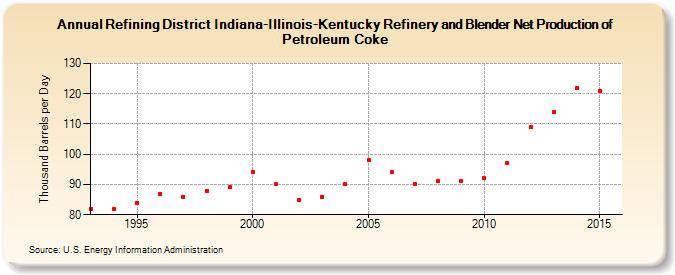 Annual Refining District Indiana-Illinois-Kentucky Refinery and Blender Net Production of
Petroleum Coke
Thousand Barrels per Day
130
120
110
100
90
80
1995
2000
2005
2010
2015
Source: U.S. Energy Information Administration